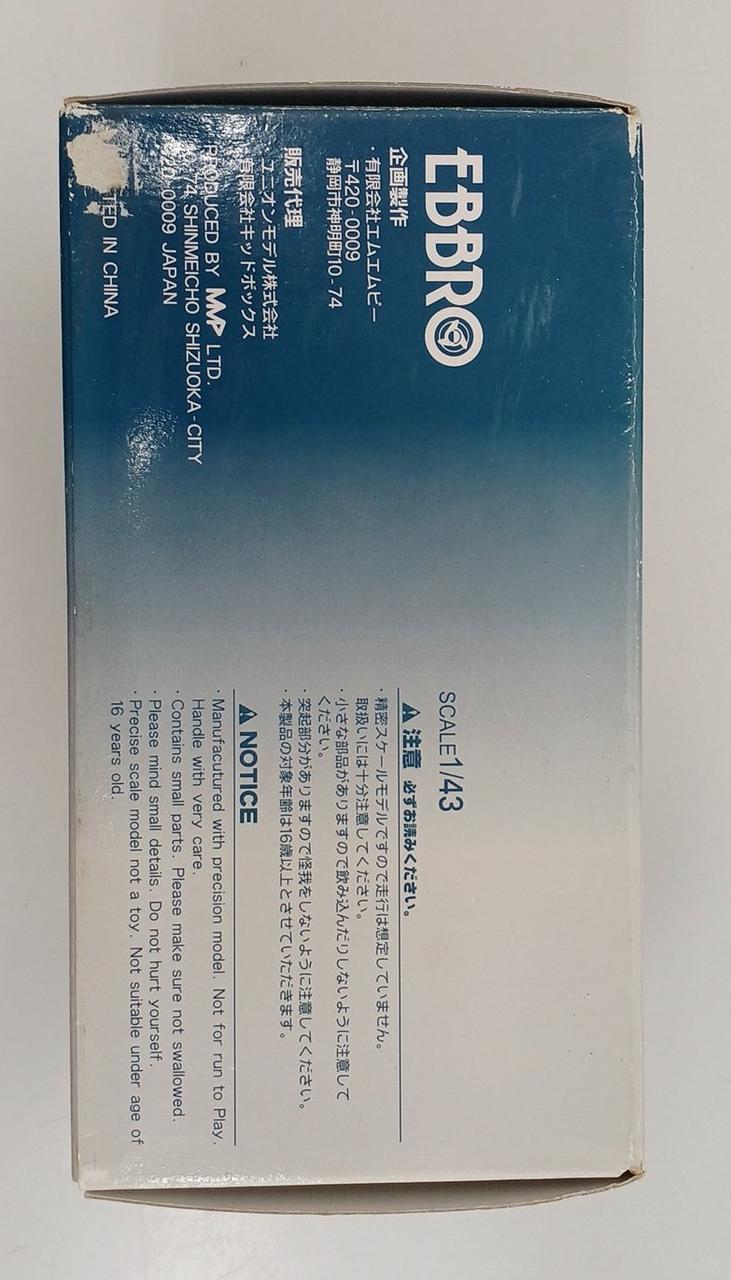 EBBRO
企画製作
・有限会社エムエムピー
〒420-0009
静岡市神明町10-74
販売代理
ユニオンモデル株式会社
有限会社キッドボックス
PRODUCED BY MMP LTD.
74, SHINMEICHO SHIZUOKA-CITY
20-0009 JAPAN
TED IN CHINA
SCALE1/43
⚠ 注意 必ずお読みください。
・精密スケールモデルですので走行は想定していません。
取扱いには十分注意してください。
・小さな部品がありますので飲み込んだりしないように注意して
ください。
・突起部分がありますので怪我をしないように注意してください。
・本製品の対象年齢は16歳以上とさせていただきます。
⚠ NOTICE
・Manufacutured with precision model. Not for run to Play.
Handle with very care.
・Contains small parts. Please make sure not swallowed.
・Please mind small details. Do not hurt yourself.
・Precise scale model not a toy. Not suitable under age of
16 years old.